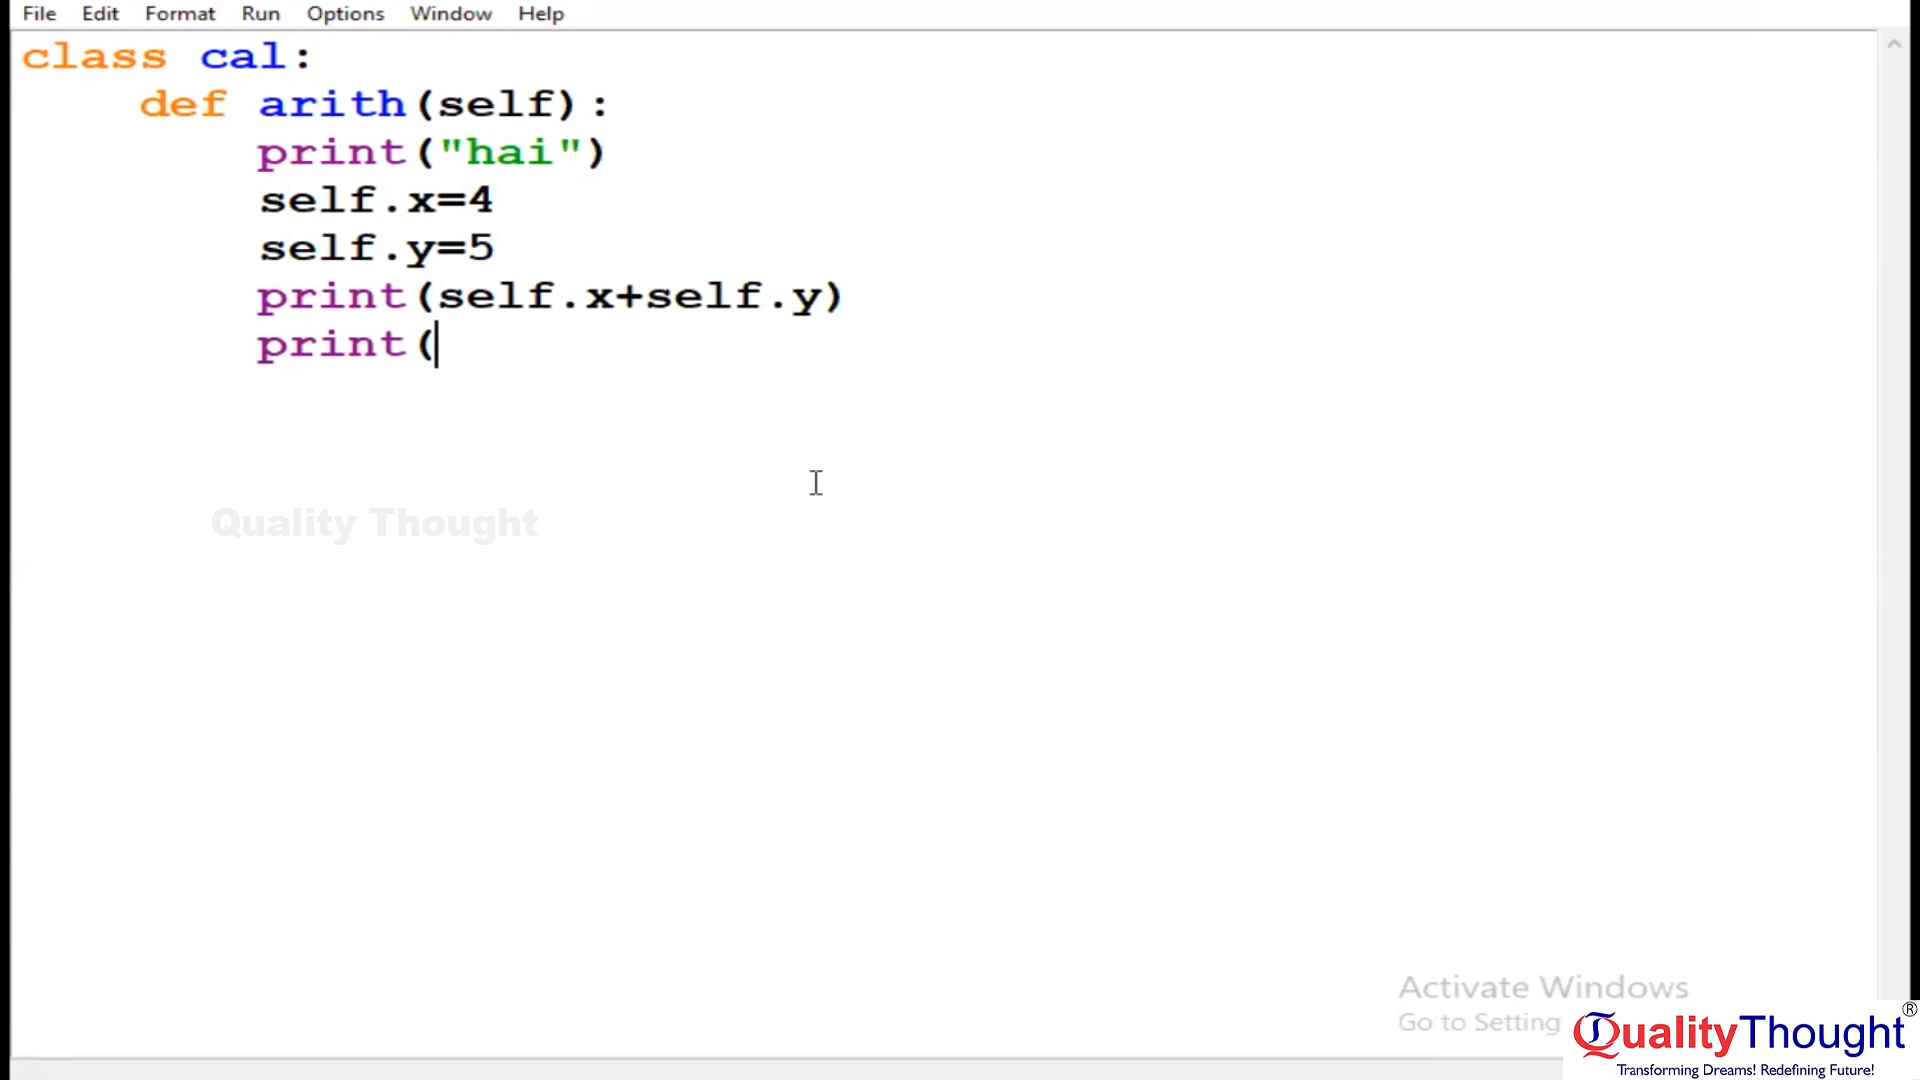 File Edit Format Run Options Window Help
class cal:
    def arith(self):
        print("hai")
        self.x=4
        self.y=5
        print(self.x+self.y)
        print(
Quality Thought
Activate Windows
Go to Setting
QualityThought®
Transforming Dreams! Redefining Future!